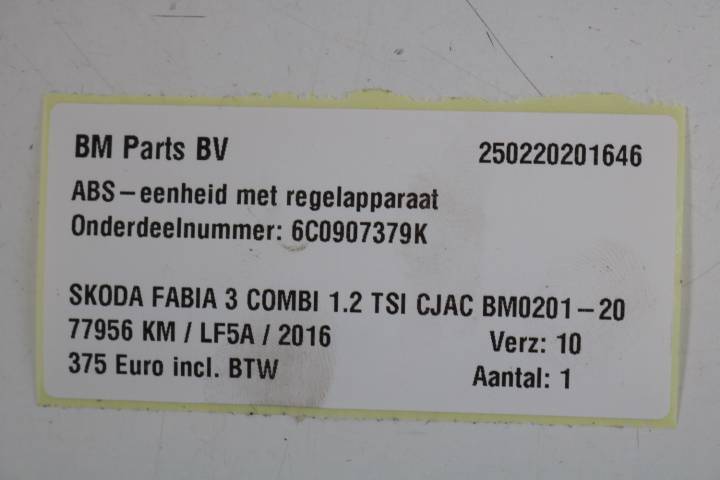 BM Parts BV 250220201646
ABS-eenheid met regelapparaat
Onderdeelnummer: 6C0907379K
SKODA FABIA 3 COMBI 1.2 TSI CJAC BM0201-20
77956 KM / LF5A / 2016 Verz: 10
375 Euro incl. BTW Aantal: 1